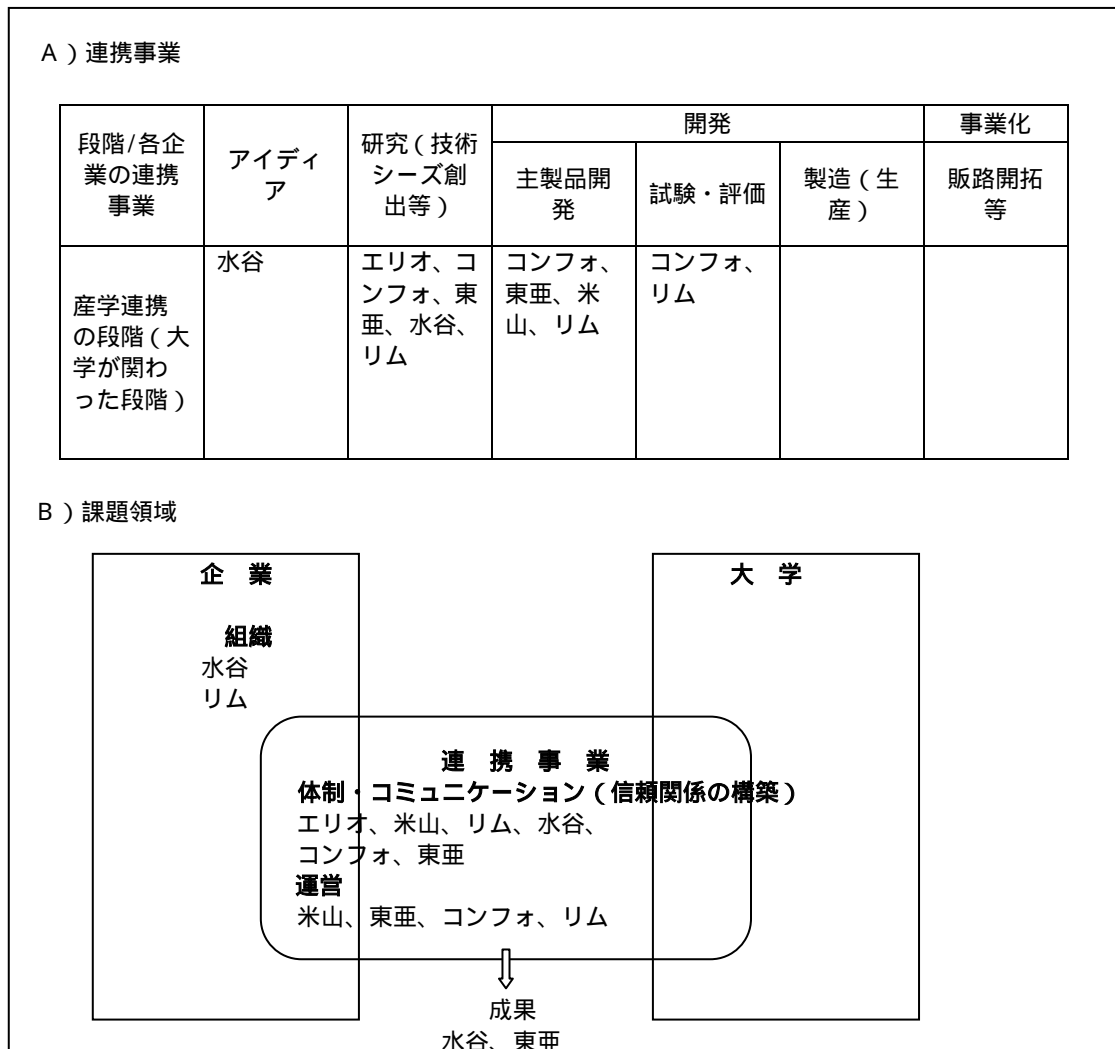 A）連携事業
段階/各企
業の連携
事業
アイディ
ア
研究（技術
シーズ創
出等）
開発
事業化
主製品開
発
試験・評価
製造（生
産）
販路開拓
等
産学連携
の段階（大
学が関わ
った段階）
水谷
エリオ、コ
ンフォ、東
亜、水谷、
リム
コンフォ、
東亜、米
山、リム
コンフォ、
リム
B）課題領域
企　業
大　学
組織
水谷
リム
連　携　事　業
体制・コミュニケーション（信頼関係の構築）
エリオ、米山、リム、水谷、
コンフォ、東亜
運営
米山、東亜、コンフォ、リム
成果
水谷、東亜